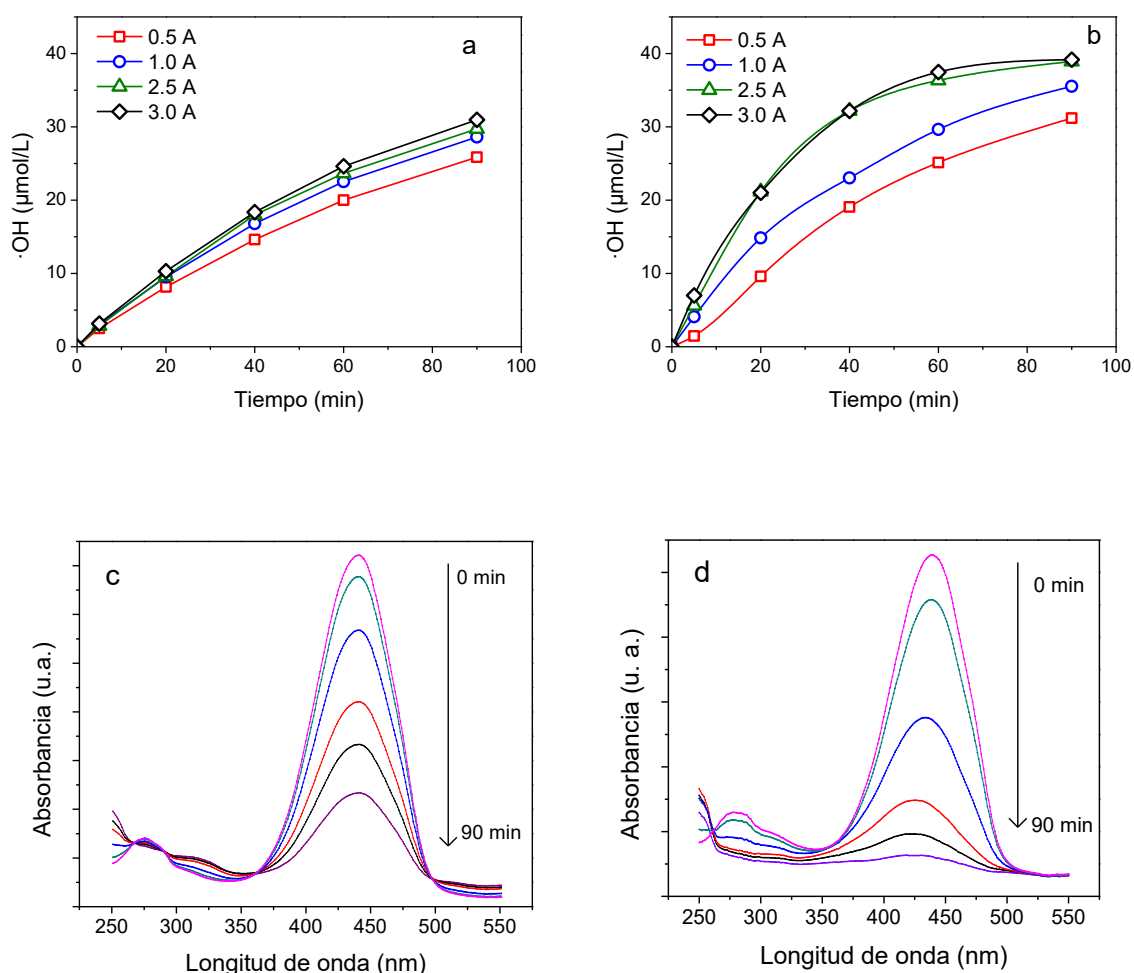 a
0.5 A
1.0 A
2.5 A
3.0 A
·OH (µmol/L)
40
30
20
10
0
0 20 40 60 80 100
Tiempo (min)
b
0.5 A
1.0 A
2.5 A
3.0 A
·OH (µmol/L)
40
30
20
10
0
0 20 40 60 80 100
Tiempo (min)
c
0 min
90 min
Absorbancia (u.a.)
250 300 350 400 450 500 550
Longitud de onda (nm)
d
0 min
90 min
Absorbancia (u. a.)
250 300 350 400 450 500 550
Longitud de onda (nm)